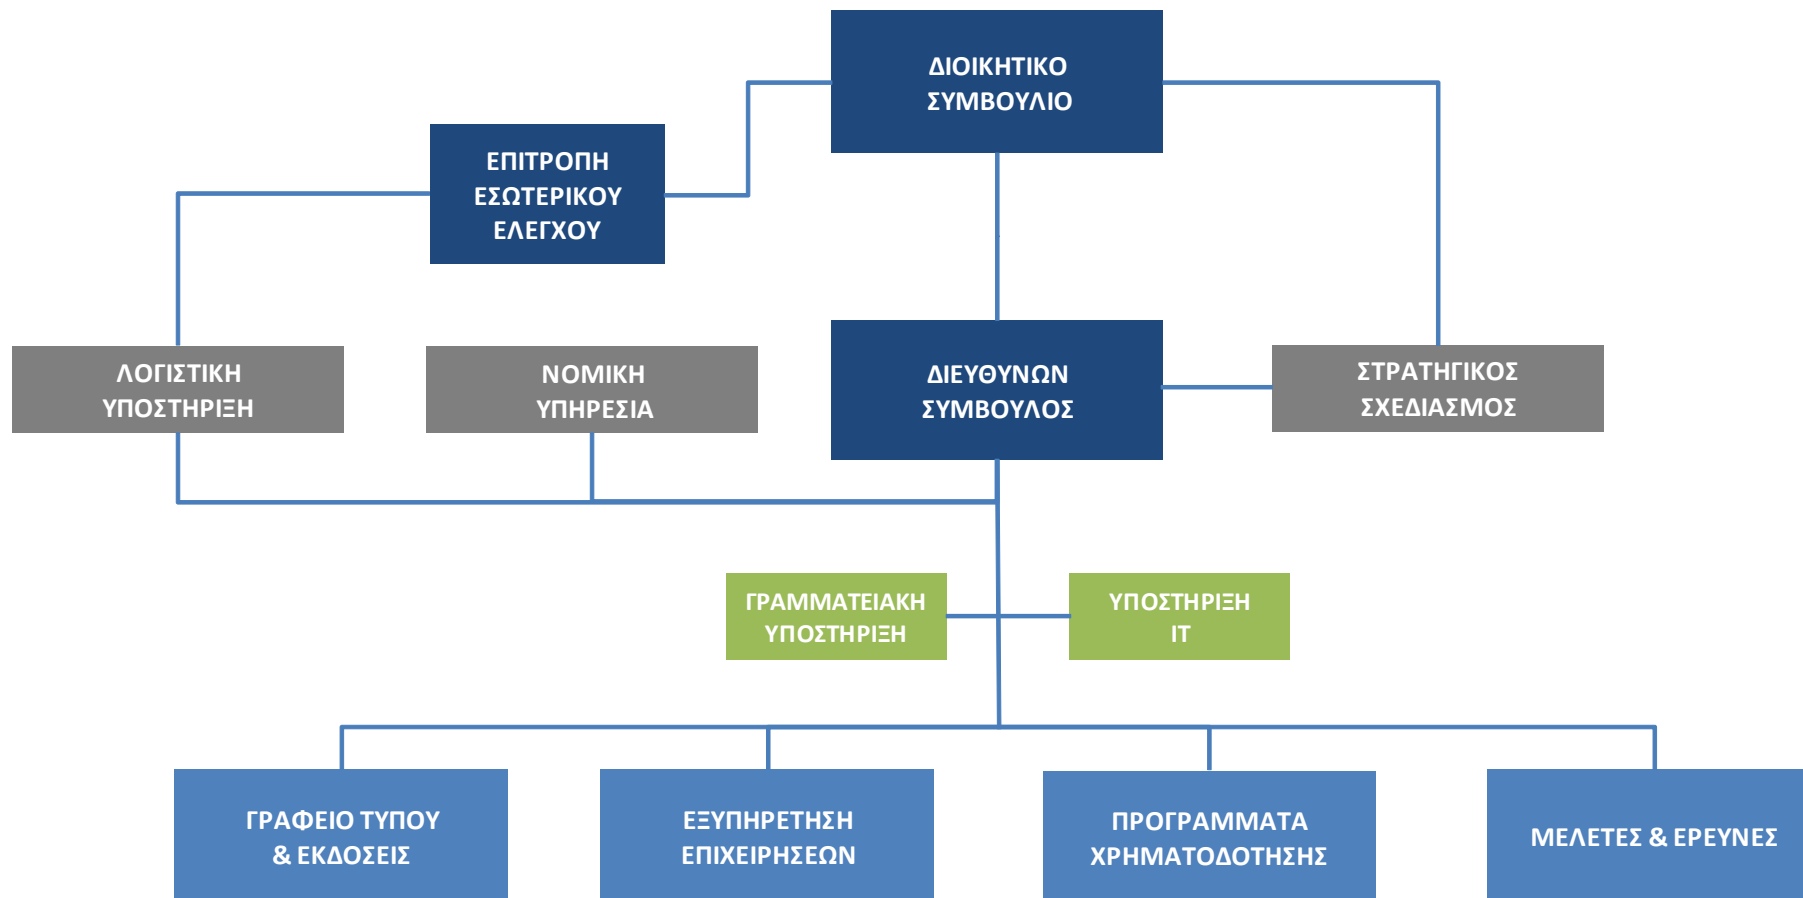 ΔΙΟΙΚΗΤΙΚΟ
ΣΥΜΒΟΥΛΙΟ
ΕΠΙΤΡΟΠΗ
ΕΣΩΤΕΡΙΚΟΥ
ΕΛΕΓΧΟΥ
ΛΟΓΙΣΤΙΚΗ
ΥΠΟΣΤΗΡΙΞΗ
ΝΟΜΙΚΗ
ΥΠΗΡΕΣΙΑ
ΔΙΕΥΘΥΝΩΝ
ΣΥΜΒΟΥΛΟΣ
ΣΤΡΑΤΗΓΙΚΟΣ
ΣΧΕΔΙΑΣΜΟΣ
ΓΡΑΜΜΑΤΕΙΑΚΗ
ΥΠΟΣΤΗΡΙΞΗ
ΥΠΟΣΤΗΡΙΞΗ
IT
ΓΡΑΦΕΙΟ ΤΥΠΟΥ
& ΕΚΔΟΣΕΙΣ
ΕΞΥΠΗΡΕΤΗΣΗ
ΕΠΙΧΕΙΡΗΣΕΩΝ
ΠΡΟΓΡΑΜΜΑΤΑ
ΧΡΗΜΑΤΟΔΟΤΗΣΗΣ
ΜΕΛΕΤΕΣ & ΕΡΕΥΝΕΣ